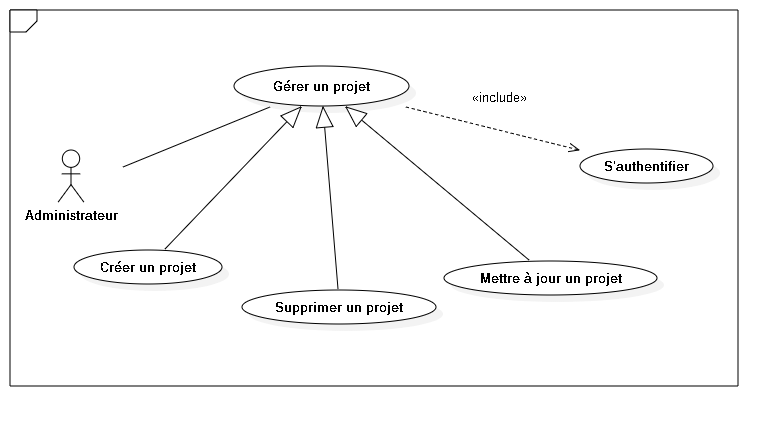 Gérer un projet
«include»
S'authentifier
Administrateur
Créer un projet
Supprimer un projet
Mettre à jour un projet